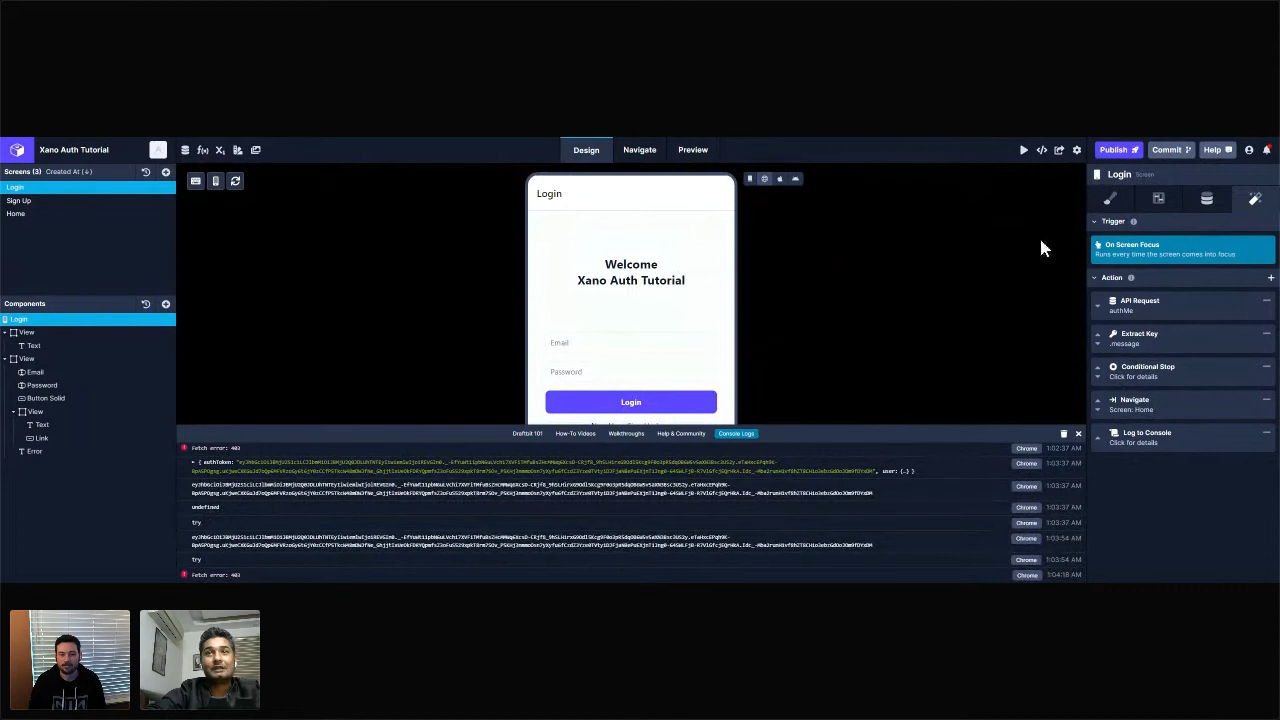 Xano Auth Tutorial
Design
Navigate
Preview
Publish
Commit
Help
Screens (3) Created At
Login
Sign Up
Home
Components
Login
View
Text
View
Email
Password
Button Solid
View
Text
Link
Error
Login
Welcome
Xano Auth Tutorial
Email
Password
Login
Login Screen
Trigger
On Screen Focus
Runs every time the screen comes into focus
Action
API Request
authMe
Extract Key
.message
Conditional Stop
Click for details
Navigate
Screen: Home
Log to Console
Click for details
Draftbit 101
How-To Videos
Walkthroughs
Help & Community
Console Logs
Fetch error: 403
Chrome 1:02:37 AM
{ authToken:
user: {…} }
Chrome 1:03:37 AM
Chrome 1:03:37 AM
undefined
Chrome 1:03:37 AM
try
Chrome 1:03:37 AM
Chrome 1:03:54 AM
try
Chrome 1:03:54 AM
Fetch error: 403
Chrome 1:04:18 AM